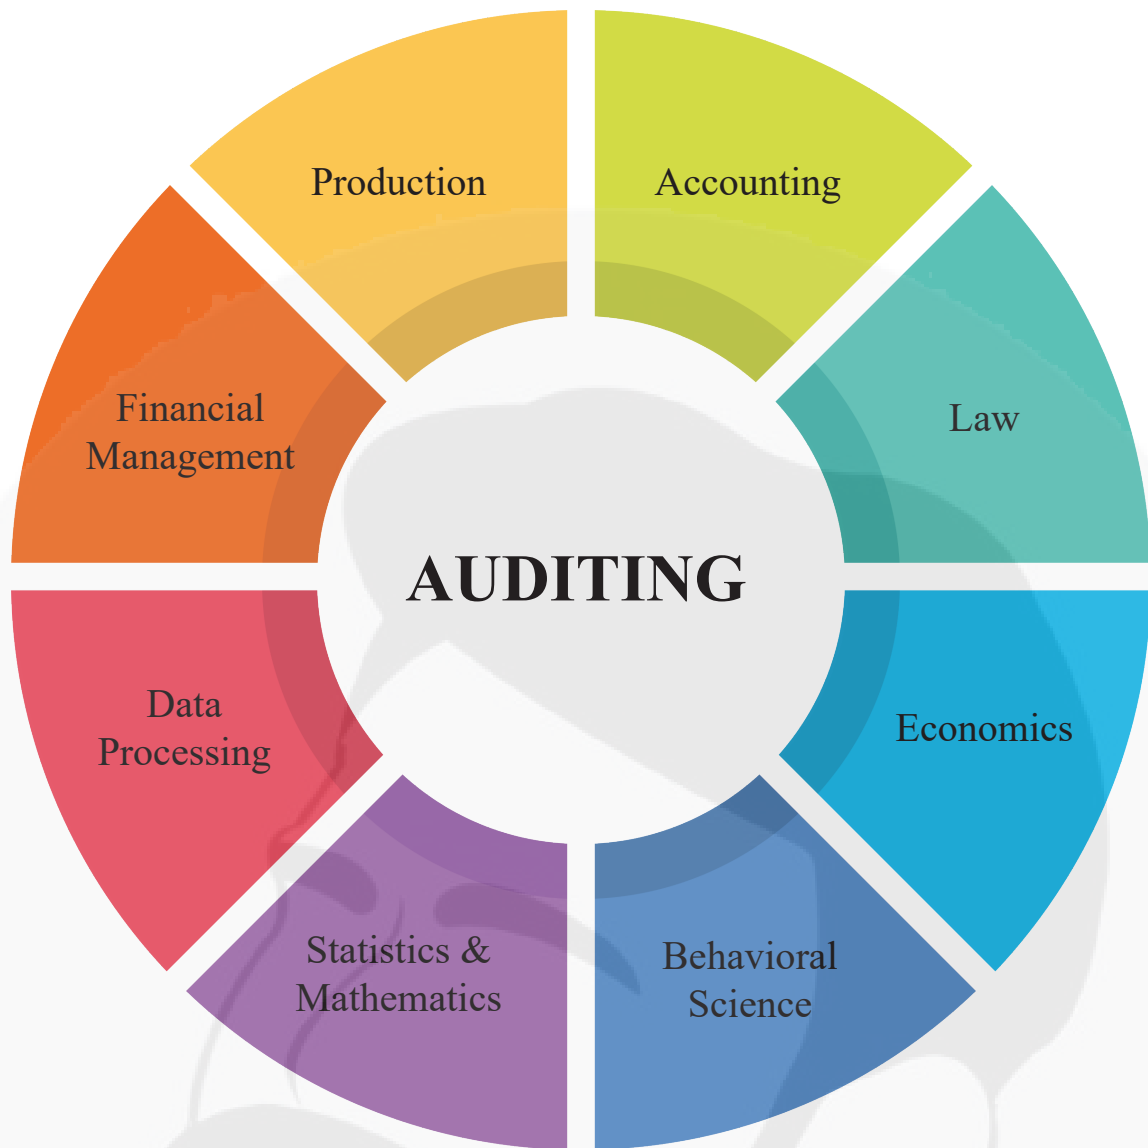 Production
Accounting
Financial
Management
Law
AUDITING
Data
Processing
Economics
Statistics &
Mathematics
Behavioral
Science